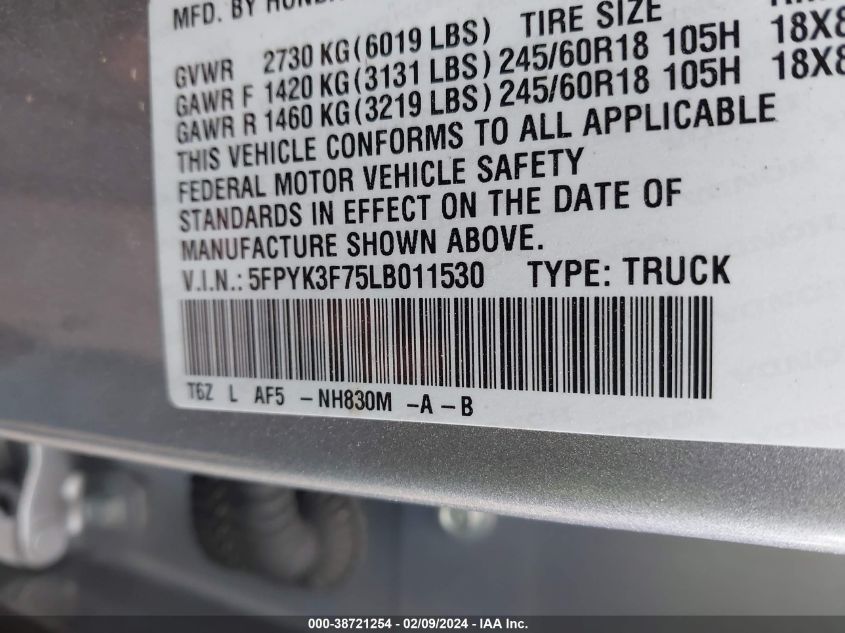 MFD. BY HONDA
GVWR 2730 KG (6019 LBS) TIRE SIZE
GAWR F 1420 KG (3131 LBS) 245/60R18 105H 18X8
GAWR R 1460 KG (3219 LBS) 245/60R18 105H 18X8
THIS VEHICLE CONFORMS TO ALL APPLICABLE
FEDERAL MOTOR VEHICLE SAFETY
STANDARDS IN EFFECT ON THE DATE OF
MANUFACTURE SHOWN ABOVE.
V.I.N.: 5FPYK3F75LB011530 TYPE: TRUCK
T6Z L AF5 -NH830M -A -B
000-38721254 - 02/09/2024 - IAA Inc.